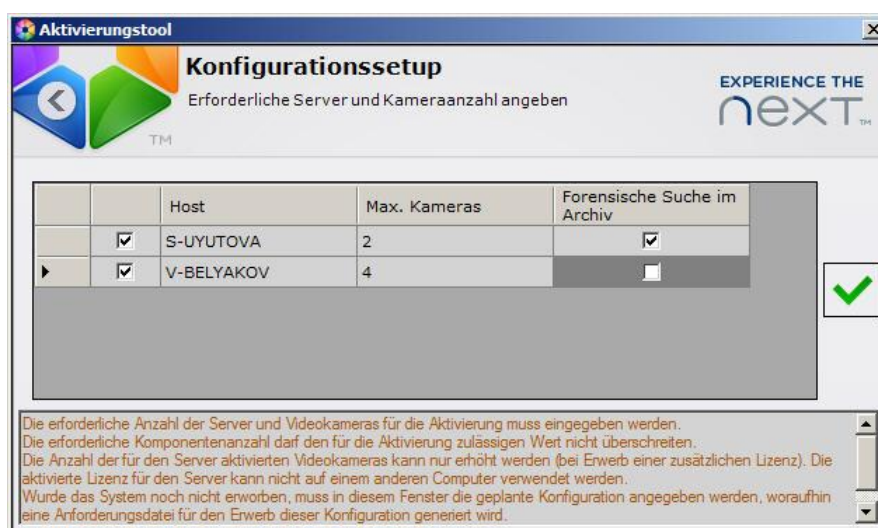 Aktivierungstool
Konfigurationssetup
Erforderliche Server und Kameraanzahl angeben
EXPERIENCE THE
next TM
TM
Host Max. Kameras Forensische Suche im Archiv
S-UYUTOVA 2
V-BELYAKOV 4
Die erforderliche Anzahl der Server und Videokameras für die Aktivierung muss eingegeben werden.
Die erforderliche Komponentenanzahl darf den für die Aktivierung zulässigen Wert nicht überschreiten.
Die Anzahl der für den Server aktivierten Videokameras kann nur erhöht werden (bei Erwerb einer zusätzlichen Lizenz). Die
aktivierte Lizenz für den Server kann nicht auf einem anderen Computer verwendet werden.
Wurde das System noch nicht erworben, muss in diesem Fenster die geplante Konfiguration angegeben werden, woraufhin
eine Anforderungsdatei für den Erwerb dieser Konfiguration generiert wird.